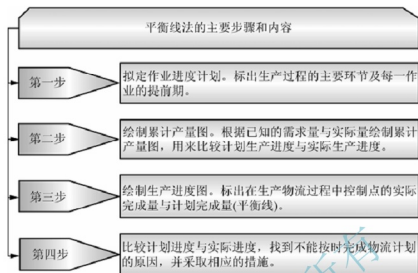 平衡线法的主要步骤和内容
第一步
拟定作业进度计划。标出生产过程的主要环节及每一作
业的提前期。
第二步
绘制累计产量图。根据已知的需求量与实际量绘制累计
产量图，用来比较计划生产进度与实际生产进度。
第三步
绘制生产进度图。标出在生产物流过程中控制点的实际
完成量与计划完成量(平衡线)。
第四步
比较计划进度与实际进度，找到不能按时完成物流计划
的原因，并采取相应的措施。
所有